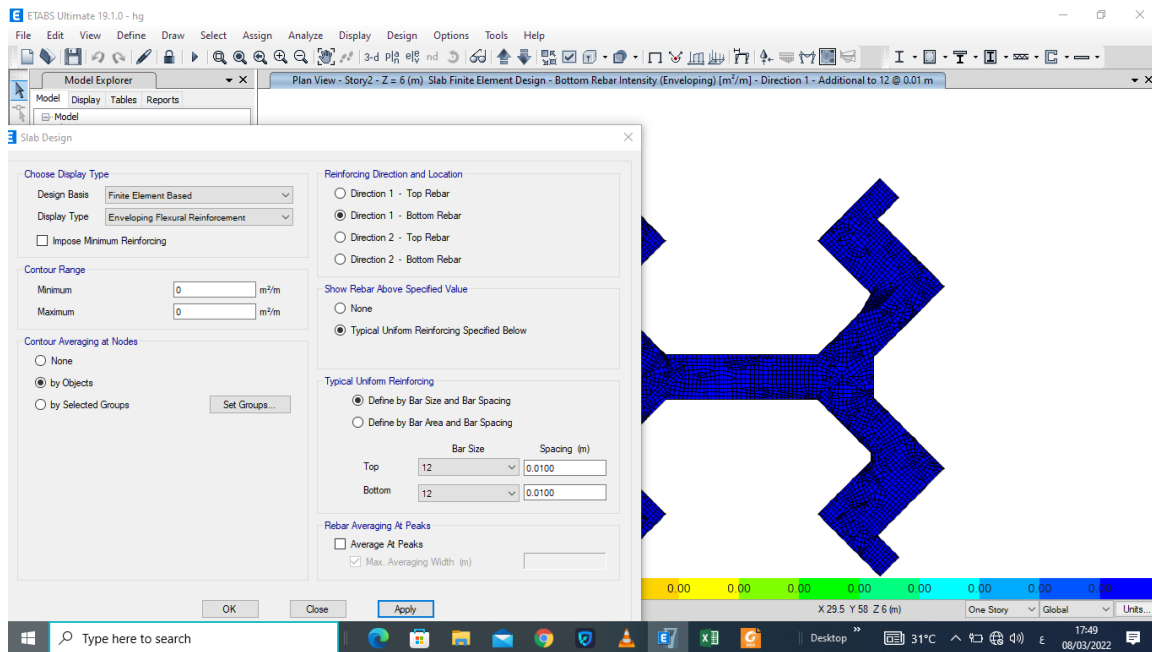 ETABS Ultimate 19.1.0 - hg
File Edit View Define Draw Select Assign Analyze Display Design Options Tools Help
3-d plą elę nd
Model Explorer
Plan View - Story2 - Z = 6 (m) Slab Finite Element Design - Bottom Rebar Intensity (Enveloping) [m²/m] - Direction 1 - Additional to 12 @ 0.01 m
Model Display Tables Reports
Model
Slab Design
Choose Display Type
Design Basis Finite Element Based
Display Type Enveloping Flexural Reinforcement
Impose Minimum Reinforcing
Contour Range
Minimum 0 m²/m
Maximum 0 m²/m
Contour Averaging at Nodes
None
by Objects
by Selected Groups Set Groups...
Reinforcing Direction and Location
Direction 1 - Top Rebar
Direction 1 - Bottom Rebar
Direction 2 - Top Rebar
Direction 2 - Bottom Rebar
Show Rebar Above Specified Value
None
Typical Uniform Reinforcing Specified Below
Typical Uniform Reinforcing
Define by Bar Size and Bar Spacing
Define by Bar Area and Bar Spacing
Bar Size Spacing (m)
Top 12 0.0100
Bottom 12 0.0100
Rebar Averaging At Peaks
Average At Peaks
Max. Averaging Width (m)
OK Close Apply
0.00 0.00 0.00 0.00 0.00 0.00 0.00 0.00
X 29.5 Y 58 Z 6 (m) One Story Global Units...
Type here to search
Desktop
31°C
ع
17:49
08/03/2022